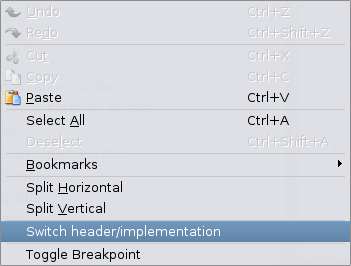 Undo Ctrl+Z
Redo Ctrl+Shift+Z
Cut Ctrl+X
Copy Ctrl+C
Paste Ctrl+V
Select All Ctrl+A
Deselect Ctrl+Shift+A
Bookmarks
Split Horizontal
Split Vertical
Switch header/implementation
Toggle Breakpoint